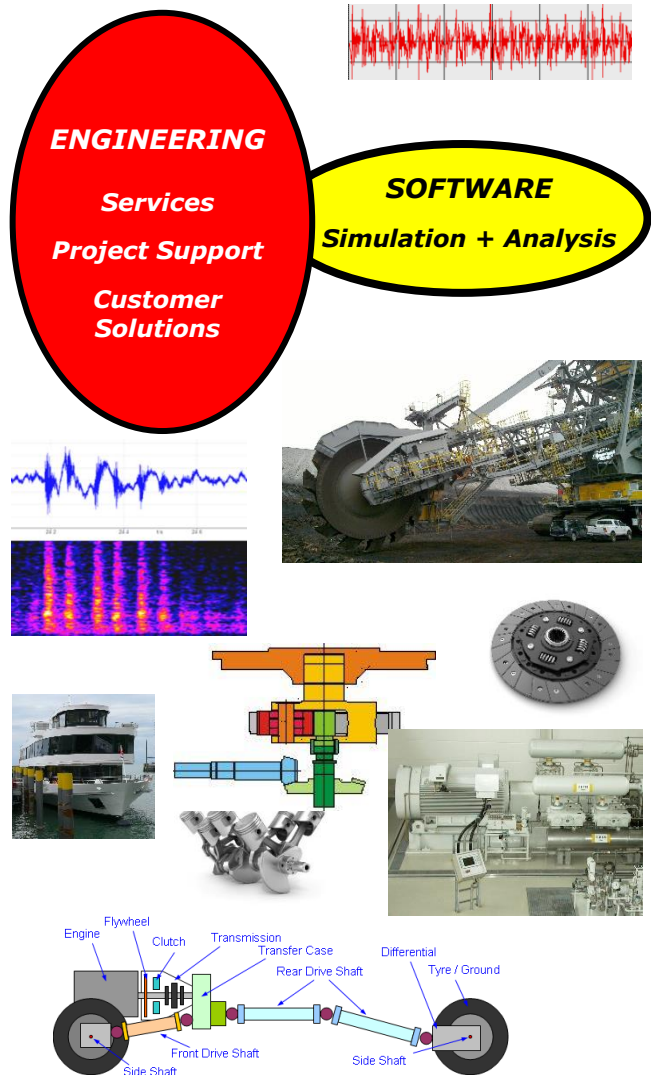 ENGINEERING
Services
Project Support
Customer
Solutions
SOFTWARE
Simulation + Analysis
Flywheel
Engine
Clutch
Transmission
Transfer Case
Rear Drive Shaft
Differential
Tyre / Ground
Front Drive Shaft
Side Shaft
Side Shaft